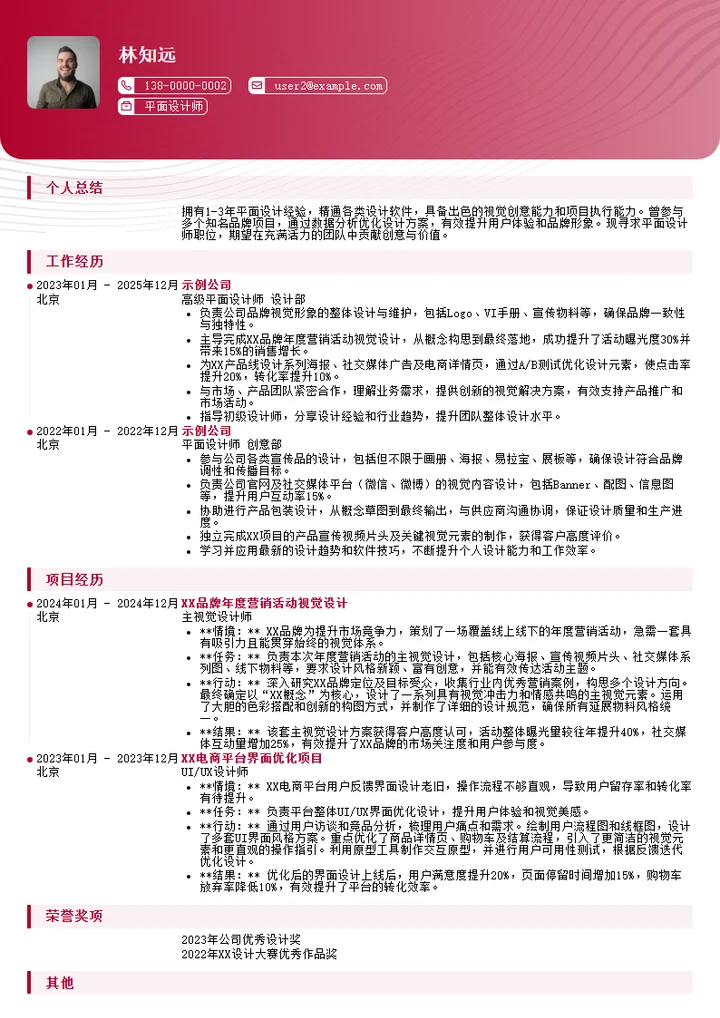 林知远
138-0000-0002
user2@example.com
平面设计师
个人总结
拥有1-3年平面设计经验，精通各类设计软件，具备出色的视觉创意能力和项目执行能力。曾参与
多个知名品牌项目，通过数据分析优化设计方案，有效提升用户体验和品牌形象。现寻求平面设计
师职位，期望在充满活力的团队中贡献创意与价值。
工作经历
2023年01月 - 2025年12月 示例公司
北京
高级平面设计师 设计部
• 负责公司品牌视觉形象的整体设计与维护，包括Logo、VI手册、宣传物料等，确保品牌一致性
与独特性。
• 主导完成XX品牌年度营销活动视觉设计，从概念构思到最终落地，成功提升了活动曝光度30%并
带来15%的销售增长。
• 为XX产品线设计系列海报、社交媒体广告及电商详情页，通过A/B测试优化设计元素，使点击率
提升20%，转化率提升10%。
• 与市场、产品团队紧密合作，理解业务需求，提供创新的视觉解决方案，有效支持产品推广和
市场活动。
• 指导初级设计师，分享设计经验和行业趋势，提升团队整体设计水平。
2022年01月 - 2022年12月 示例公司
北京
平面设计师 创意部
• 参与公司各类宣传品的设计，包括但不限于画册、海报、易拉宝、展板等，确保设计符合品牌
调性和传播目标。
• 负责公司官网及社交媒体平台（微信、微博）的视觉内容设计，包括Banner、配图、信息图
等，提升用户互动率15%。
• 协助进行产品包装设计，从概念草图到最终输出，与供应商沟通协调，保证设计质量和生产进
度。
• 独立完成XX项目的产品宣传视频片头及关键视觉元素的制作，获得客户高度评价。
• 学习并应用最新的设计趋势和软件技巧，不断提升个人设计能力和工作效率。
项目经历
2024年01月 - 2024年12月 XX品牌年度营销活动视觉设计
北京
主视觉设计师
• **情境：** XX品牌为提升市场竞争力，策划了一场覆盖线上线下的年度营销活动，急需一套具
有吸引力且能贯穿始终的视觉体系。
• **任务：** 负责本次年度营销活动的主视觉设计，包括核心海报、宣传视频片头、社交媒体系
列图、线下物料等，要求设计风格新颖、富有创意，并能有效传达活动主题。
• **行动：** 深入研究XX品牌定位及目标受众，收集行业内优秀营销案例，构思多个设计方向。
最终确定以“XX概念”为核心，设计了一系列具有视觉冲击力和情感共鸣的主视觉元素。运用
了大胆的色彩搭配和创新的构图方式，并制作了详细的设计规范，确保所有延展物料风格统
一。
• **结果：** 该套主视觉设计方案获得客户高度认可，活动整体曝光量较往年提升40%，社交媒
体互动量增加25%，有效提升了XX品牌的市场关注度和用户参与度。
2023年01月 - 2023年12月 XX电商平台界面优化项目
北京
UI/UX设计师
• **情境：** XX电商平台用户反馈界面设计老旧，操作流程不够直观，导致用户留存率和转化率
有待提升。
• **任务：** 负责平台整体UI/UX界面优化设计，提升用户体验和视觉美感。
• **行动：** 通过用户访谈和竞品分析，梳理用户痛点和需求。绘制用户流程图和线框图，设计
了多套UI界面风格方案。重点优化了商品详情页、购物车及结算流程，引入了更简洁的视觉元
素和更直观的操作指引。利用原型工具制作交互原型，并进行用户可用性测试，根据反馈迭代
优化设计。
• **结果：** 优化后的界面设计上线后，用户满意度提升20%，页面停留时间增加15%，购物车
放弃率降低10%，有效提升了平台的转化效率。
荣誉奖项
2023年公司优秀设计奖
2022年XX设计大赛优秀作品奖
其他